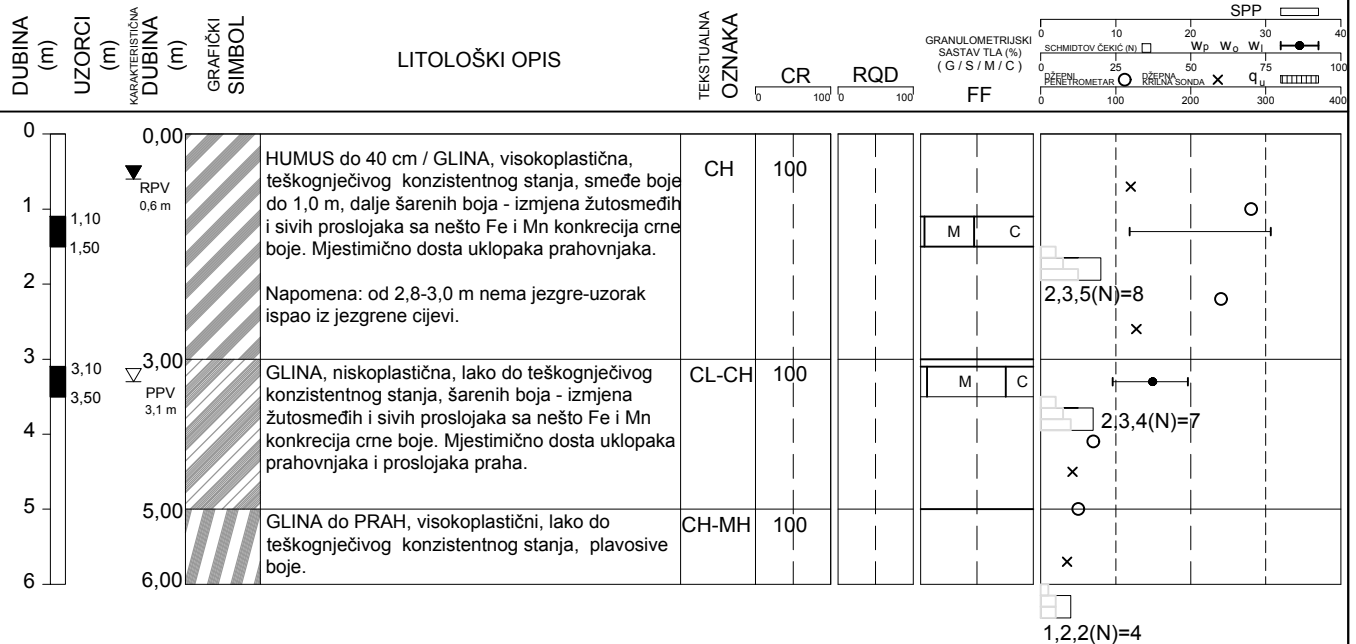 DUBINA
(m)
UZORCI
(m)
KARAKTERISTIČNA
DUBINA
(m)
GRAFIČKI
SIMBOL
LITOLOŠKI OPIS
TEKSTUALNA
OZNAKA
CR
0 100
RQD
0 100
GRANULOMETRIJSKI
SASTAV TLA (%)
( G / S / M / C )
FF
SPP
0 10 20 30 40
SCHMIDTOV ČEKIĆ (N)
wP wo wl
0 25 50 75 100
DŽEPNI
PENETROMETAR
DŽEPNA
KRILNA SONDA
qu
0 100 200 300 400
0
1
2
3
4
5
6
1,10
1,50
3,10
3,50
0,00
RPV
0,6 m
3,00
PPV
3,1 m
5,00
6,00
HUMUS do 40 cm / GLINA, visokoplastična,
teškognječivog konzistentnog stanja, smeđe boje
do 1,0 m, dalje šarenih boja - izmjena žutosmeđih
i sivih proslojaka sa nešto Fe i Mn konkrecija crne
boje. Mjestimično dosta uklopaka prahovnjaka.
Napomena: od 2,8-3,0 m nema jezgre-uzorak
ispao iz jezgrene cijevi.
CH
100
M C
2,3,5(N)=8
GLINA, niskoplastična, lako do teškognječivog
konzistentnog stanja, šarenih boja - izmjena
žutosmeđih i sivih proslojaka sa nešto Fe i Mn
konkrecija crne boje. Mjestimično dosta uklopaka
prahovnjaka i proslojaka praha.
CL-CH
100
M C
2,3,4(N)=7
GLINA do PRAH, visokoplastični, lako do
teškognječivog konzistentnog stanja, plavosive
boje.
CH-MH
100
1,2,2(N)=4